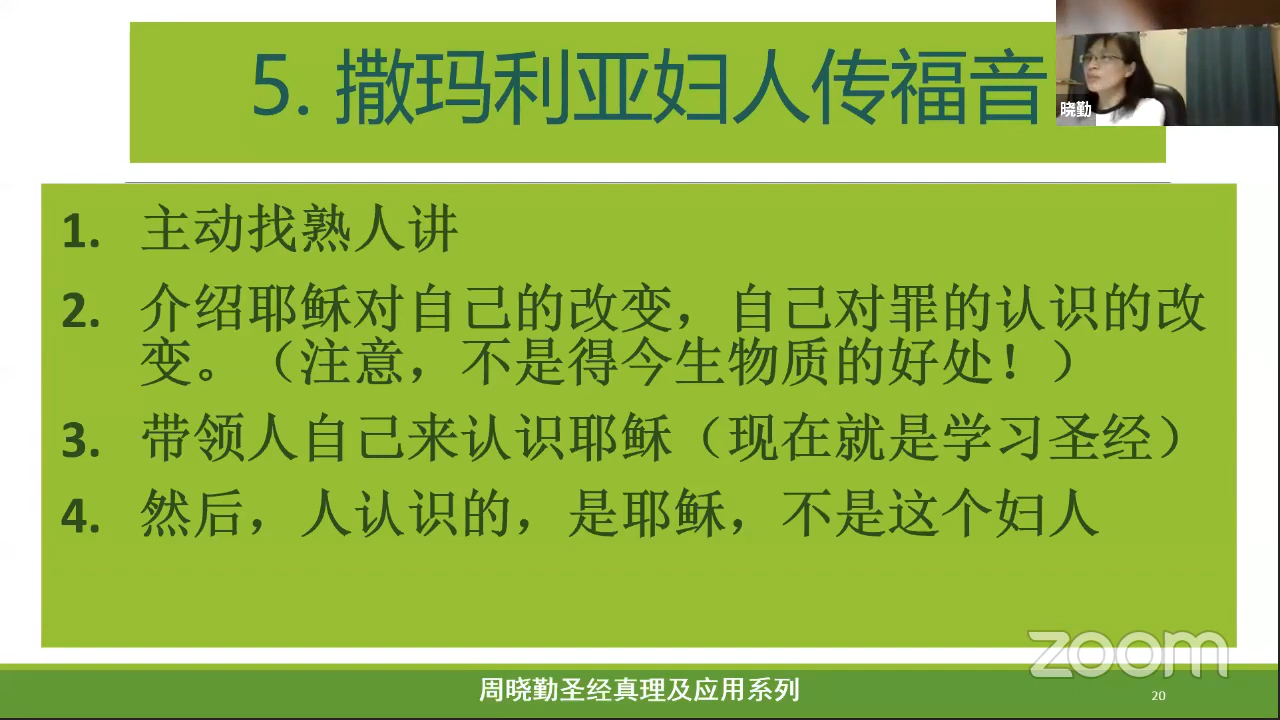 5. 撒玛利亚妇人传福音
晓勤
1. 主动找熟人讲
2. 介绍耶稣对自己的改变，自己对罪的认识的改
变。（注意，不是得今生物质的好处！）
3. 带领人自己来认识耶稣（现在就是学习圣经）
4. 然后，人认识的，是耶稣，不是这个妇人
zoom
周晓勤圣经真理及应用系列
20